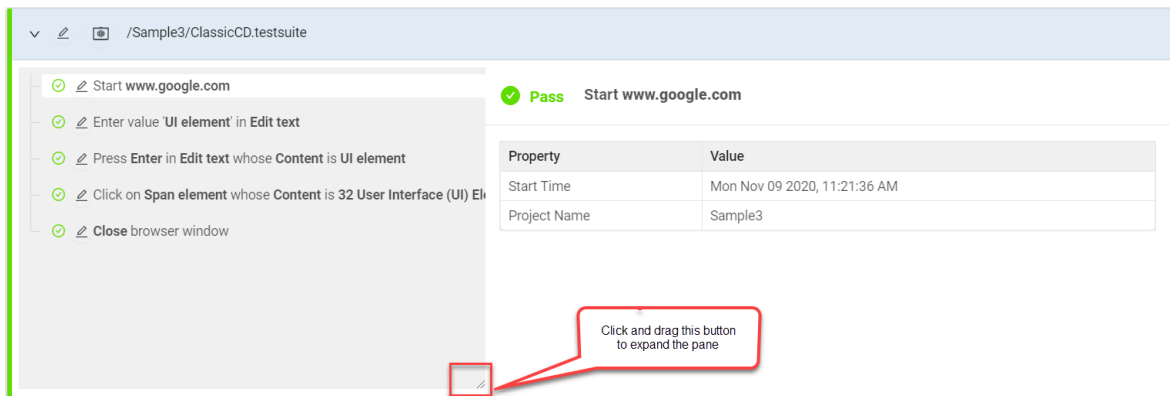 /Sample3/ClassicCD.testsuite
Start www.google.com
Enter value 'UI element' in Edit text
Press Enter in Edit text whose Content is UI element
Click on Span element whose Content is 32 User Interface (UI) Ele
Close browser window
Pass Start www.google.com
Property Value
Start Time Mon Nov 09 2020, 11:21:36 AM
Project Name Sample3
Click and drag this button
to expand the pane